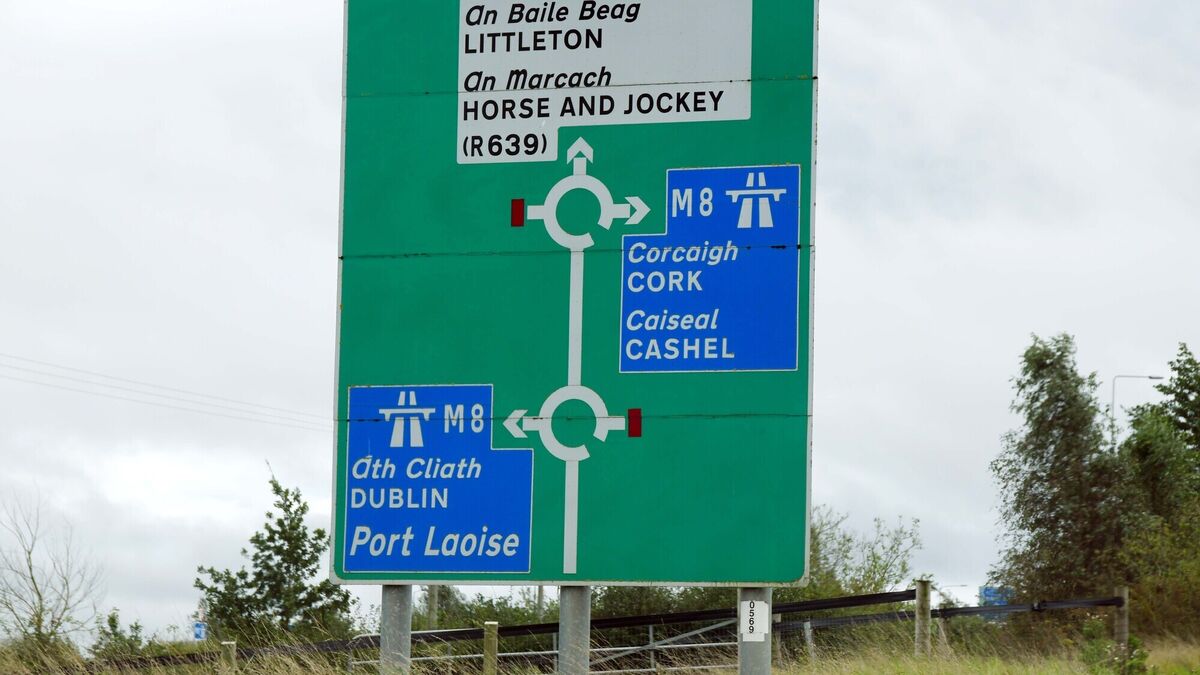 An Baile Beag
LITTLETON
An Marcach
HORSE AND JOCKEY
(R639)
M8
Corcaigh
CORK
Caiseal
CASHEL
M8
Ath Cliath
DUBLIN
Port Laoise
0569